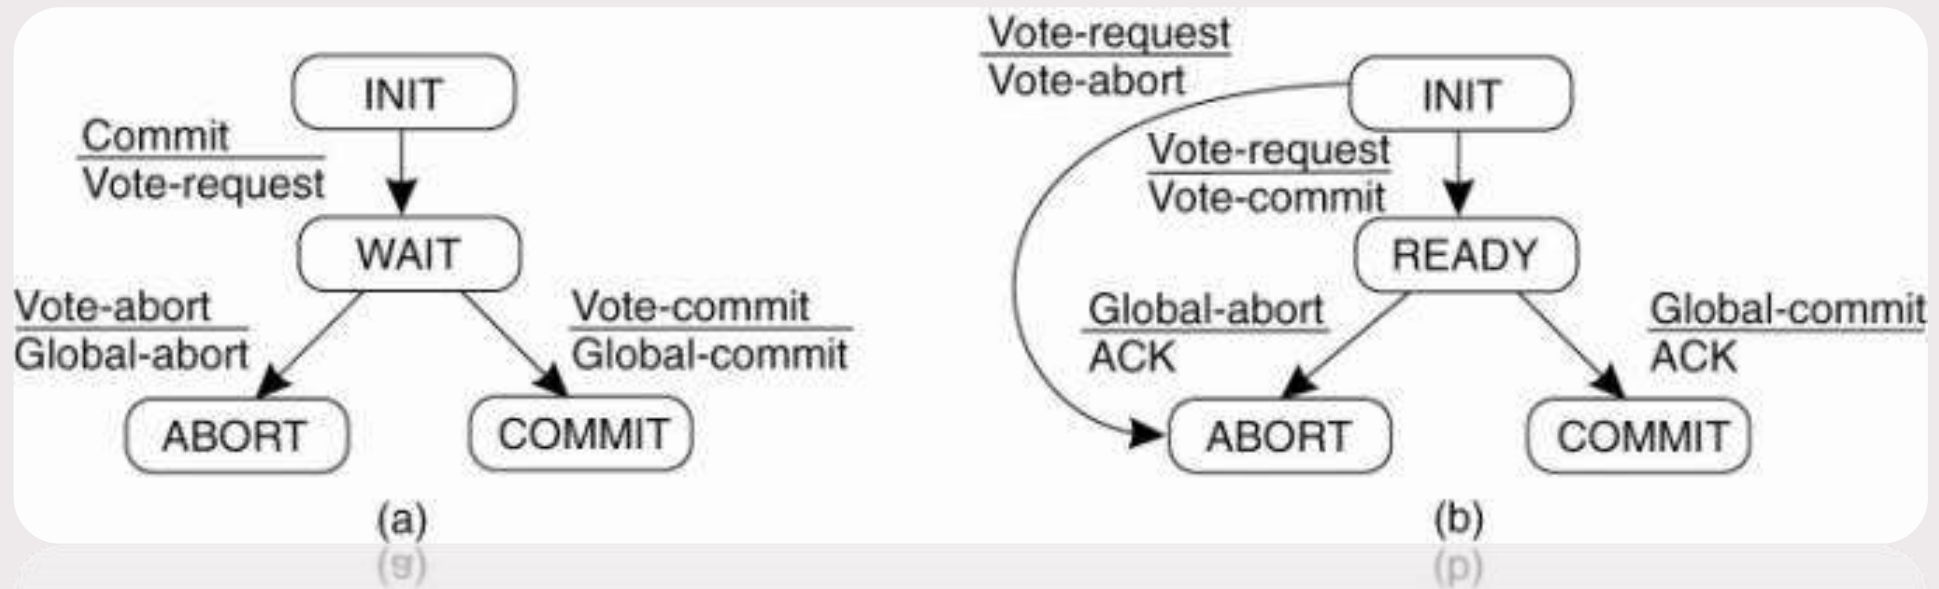 INIT
Commit
Vote-request
WAIT
Vote-abort
Global-abort
Vote-commit
Global-commit
ABORT
COMMIT
(a)
Vote-request
Vote-abort
INIT
Vote-request
Vote-commit
READY
Global-abort
ACK
Global-commit
ACK
ABORT
COMMIT
(b)